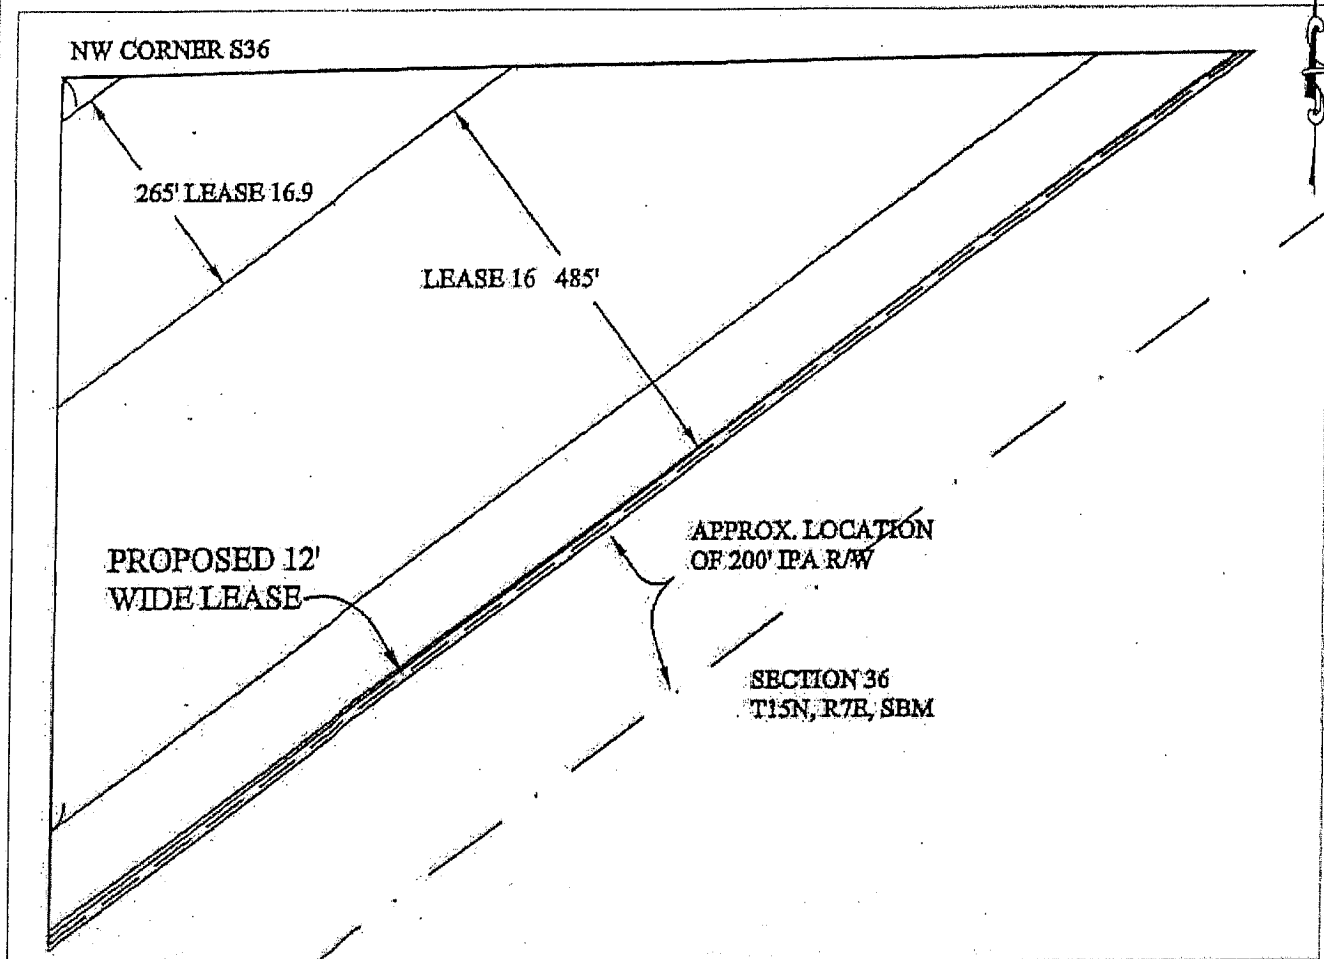 NW CORNER S36
265' LEASE 16.9
LEASE 16 485'
APPROX. LOCATION
OF 200' IPA R/W
PROPOSED 12'
WIDE LEASE
SECTION 36
T15N, R7E, SBM